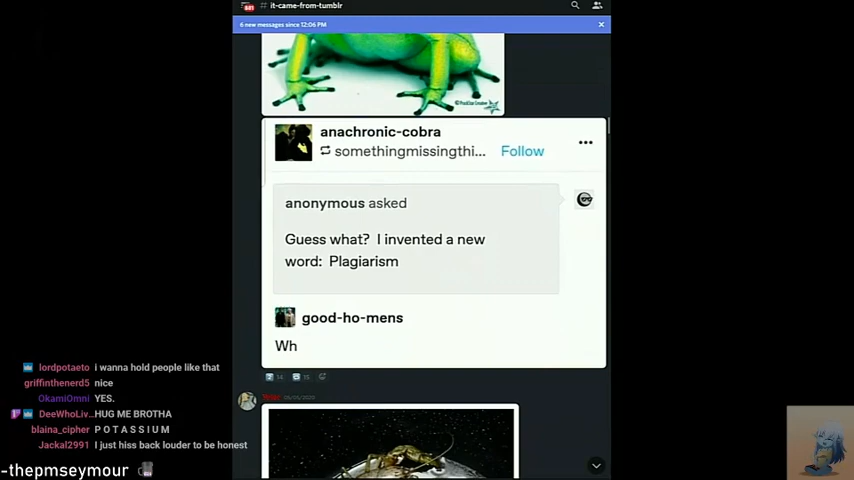 # it-came-from-tumblr
6 new messages since 12:06 PM
anachronic-cobra
somethingmissingthi... Follow
anonymous asked
Guess what? I invented a new
word: Plagiarism
good-ho-mens
Wh
lordpotaeto i wanna hold people like that
griffinthenerd5 nice
OkamiOmni YES.
DeeWhoLiv... HUG ME BROTHA
blaina_cipher P O T A S S I U M
Jackal2991 I just hiss back louder to be honest
-thepmseymour